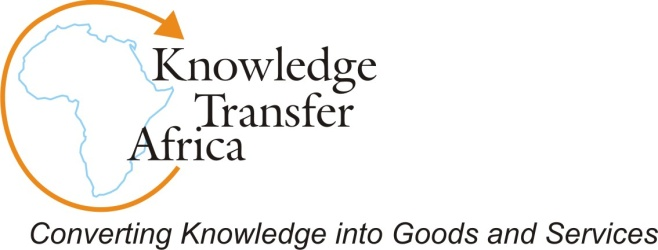 Knowledge
Transfer
Africa
Converting Knowledge into Goods and Services